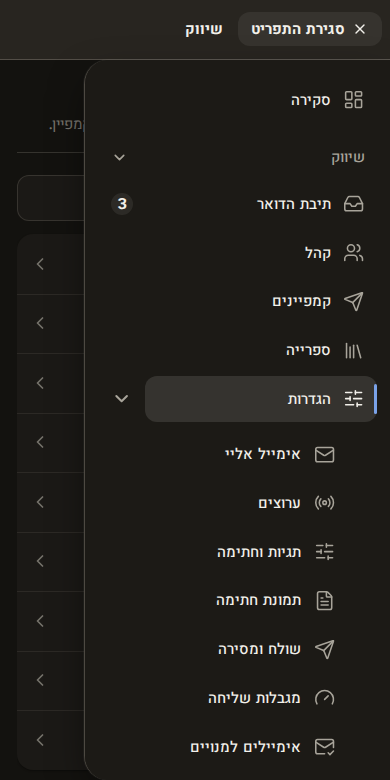 סגירת התפריט
שיווק
סקירה
שיווק
תיבת הדואר
3
קהל
קמפיינים
ספרייה
הגדרות
אימייל אליי
ערוצים
תגיות וחתימה
תמונת חתימה
שולח ומסירה
מגבלות שליחה
אימיילים למנויים